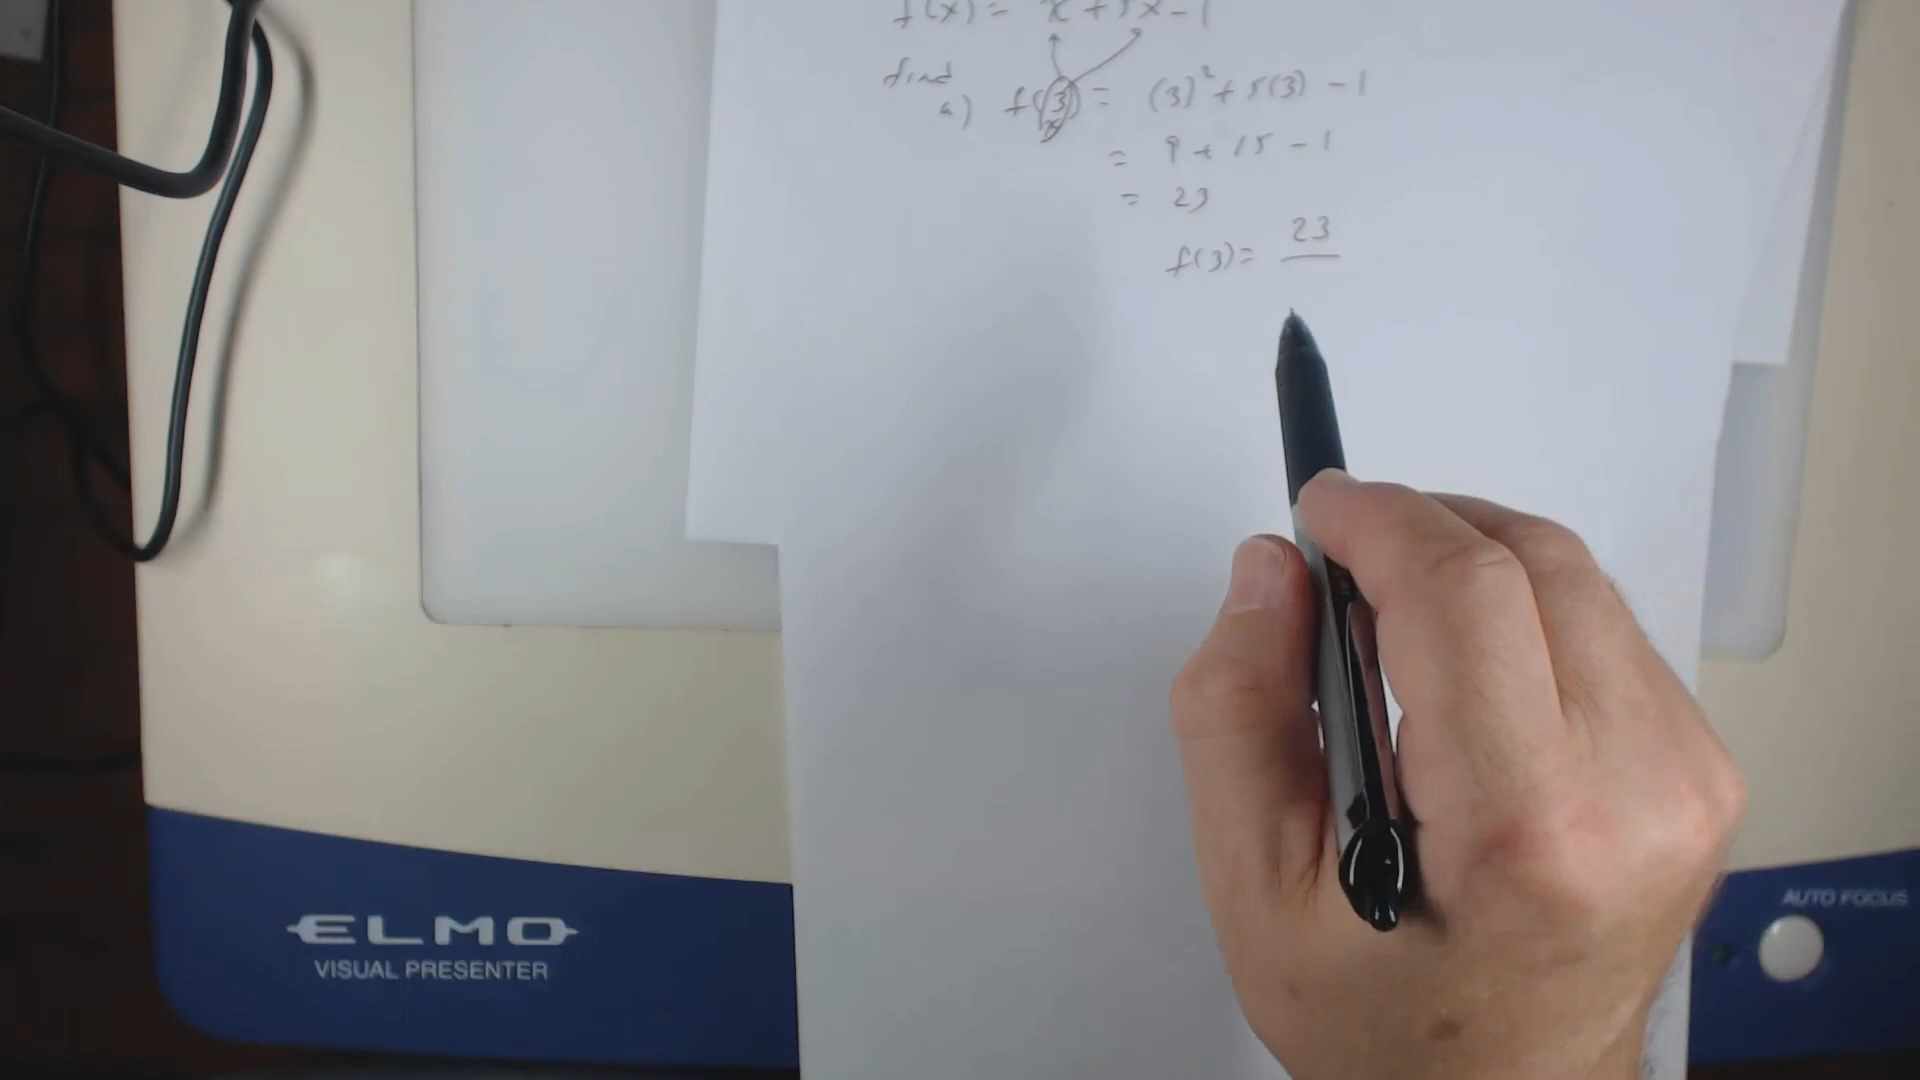 f(x) = x + 5x - 1
find
a) f(3) = (3)² + 5(3) - 1
x
= 9 + 15 - 1
= 23
f(3) = 23
ELMO
VISUAL PRESENTER
AUTO FOCUS